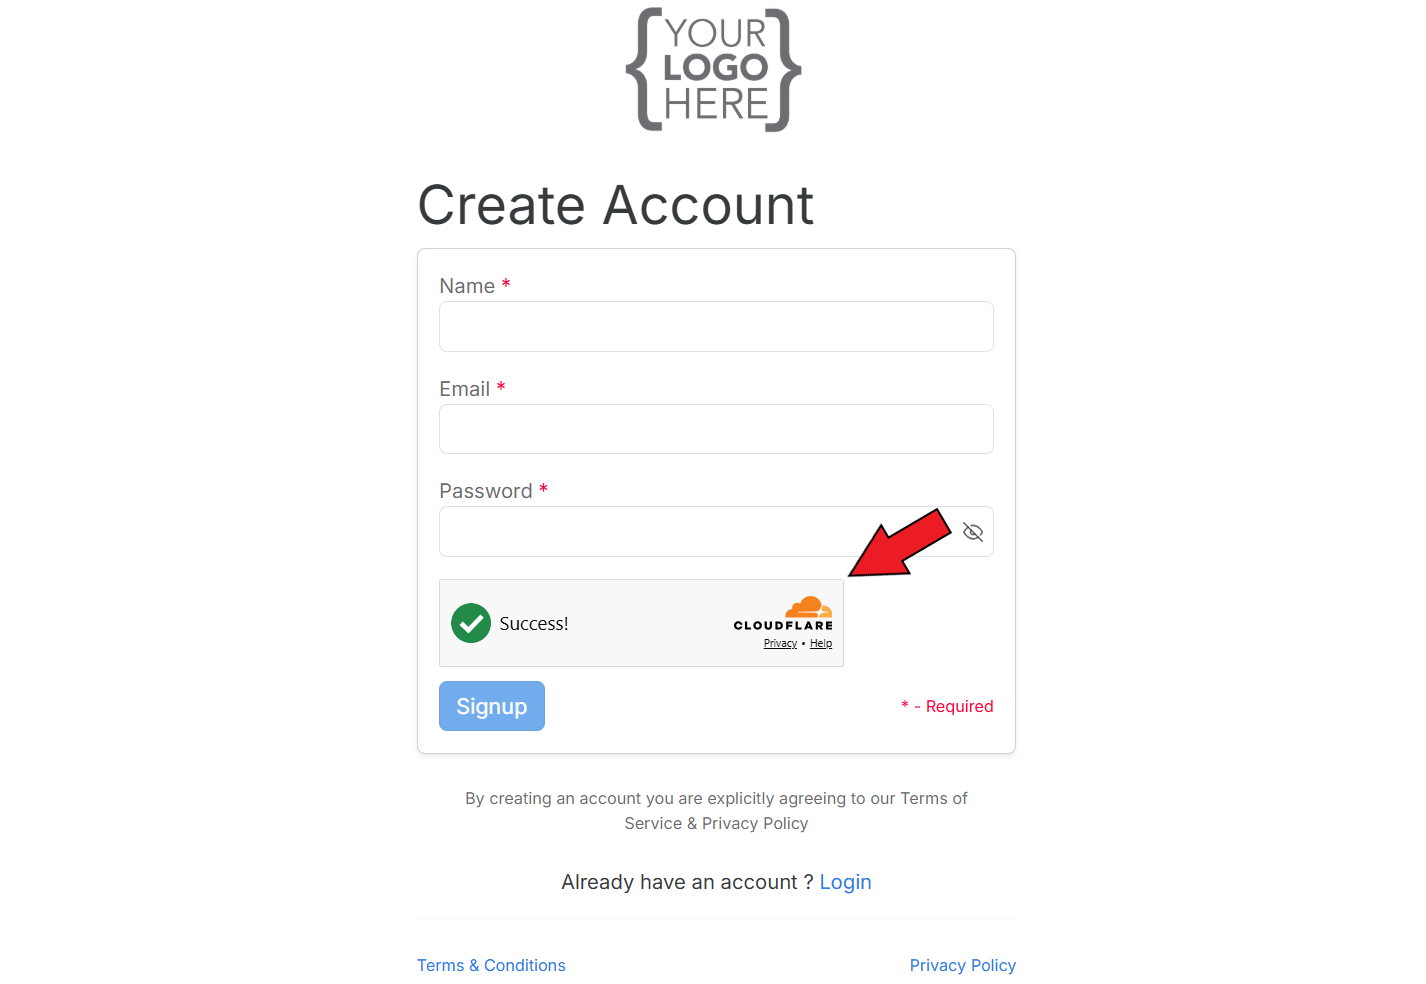 YOUR
LOGO
HERE
Create Account
Name *
Email *
Password *
Success!
CLOUDFLARE
Privacy • Help
Signup
* - Required
By creating an account you are explicitly agreeing to our Terms of
Service & Privacy Policy
Already have an account ? Login
Terms & Conditions
Privacy Policy